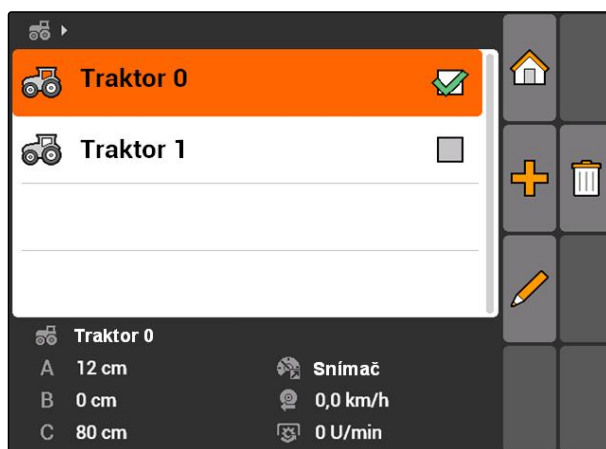 Traktor 0
Traktor 1
Traktor 0
A 12 cm Snímač
B 0 cm 0,0 km/h
C 80 cm 0 U/min